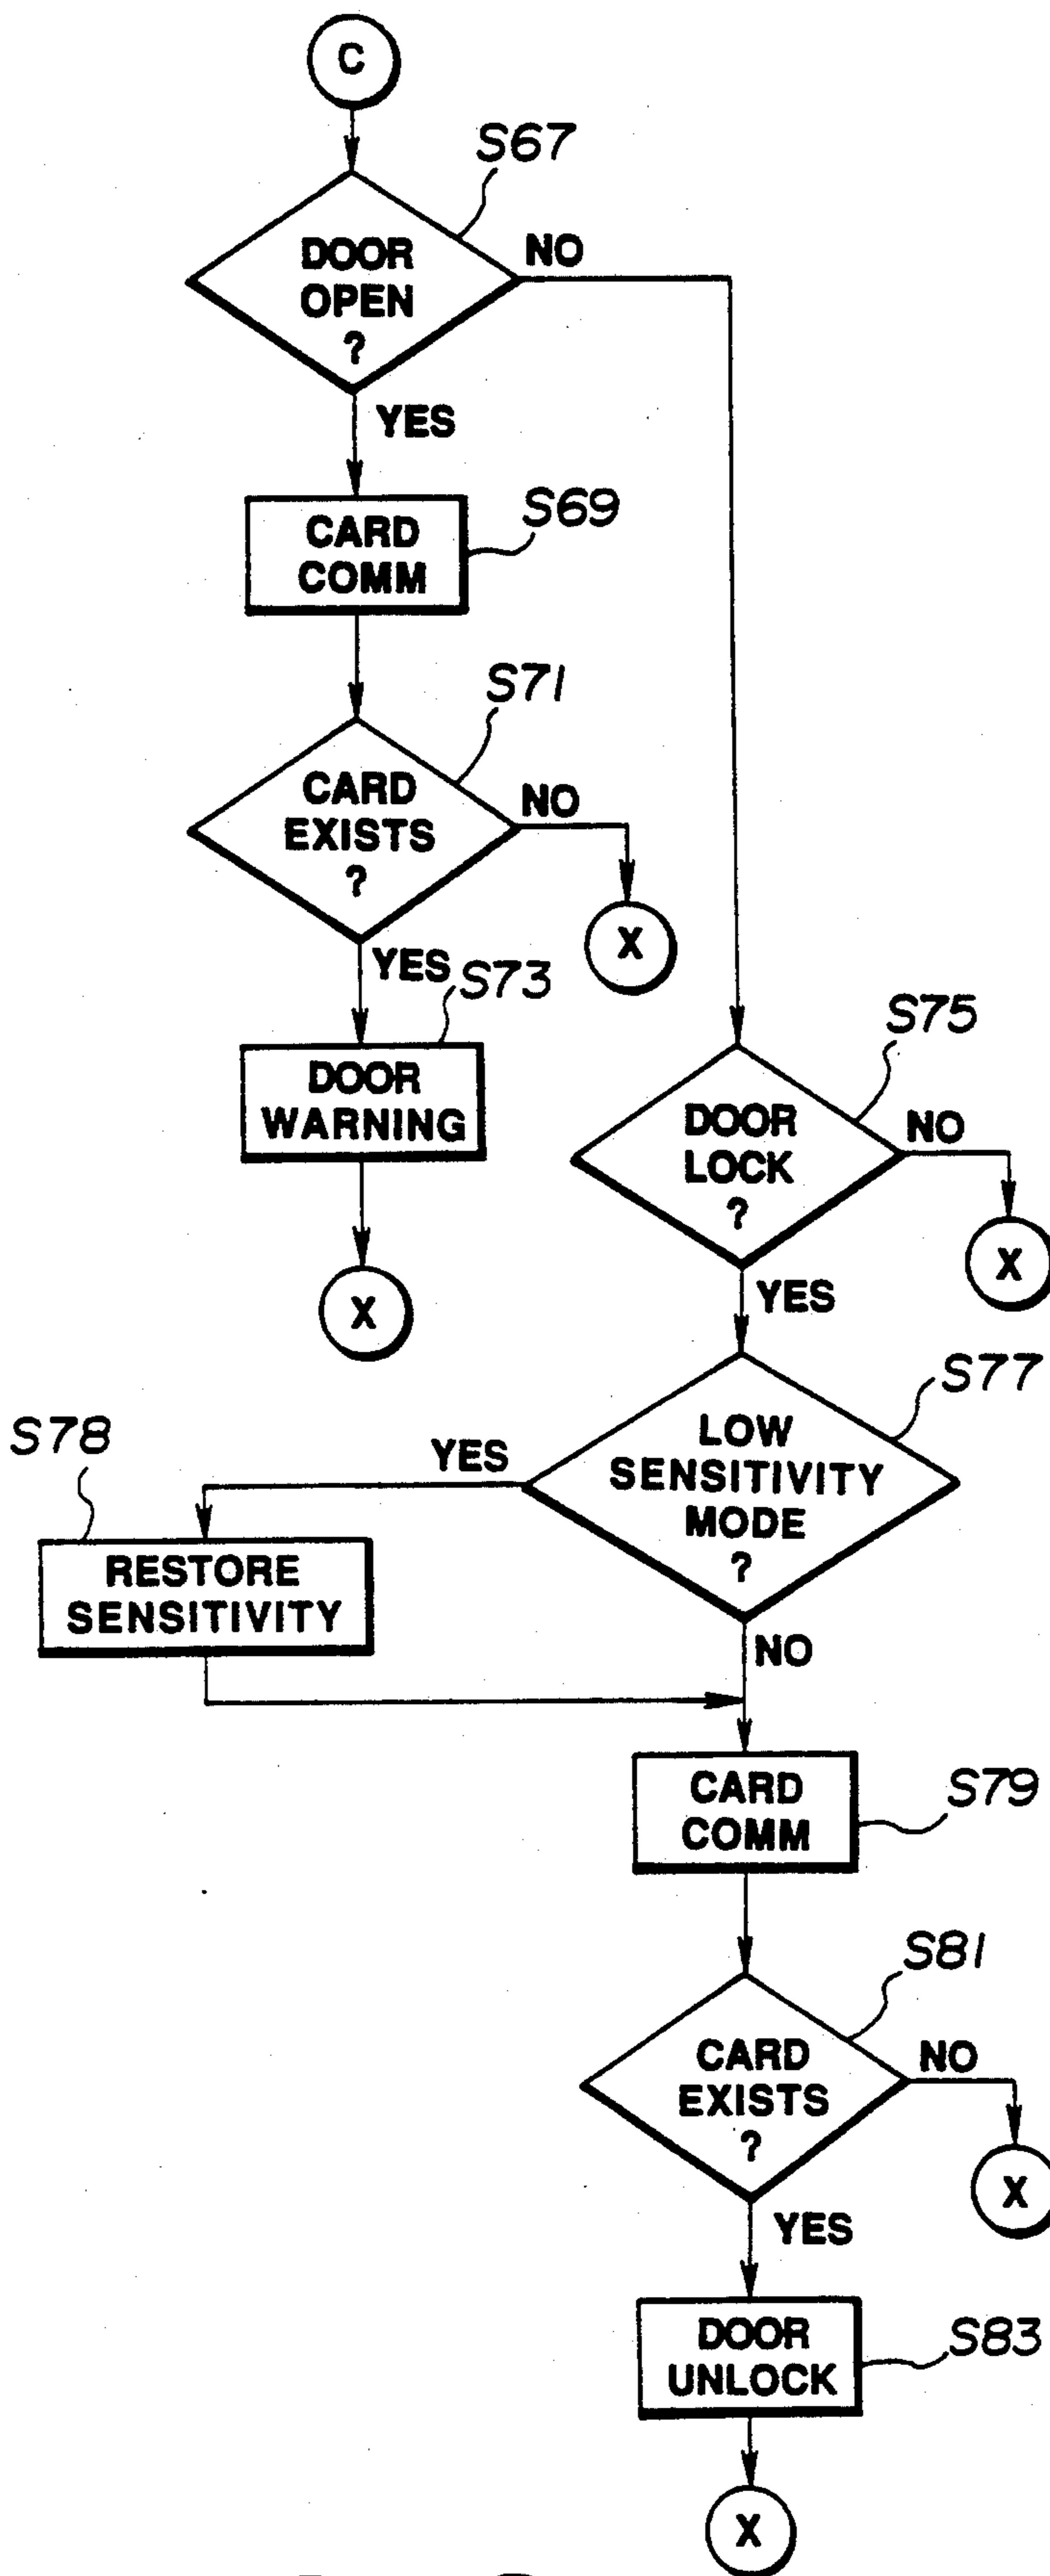 C
S67
DOOR
OPEN
?
NO
YES
CARD
COMM
S69
S71
CARD
EXISTS
?
NO
X
YES
S73
DOOR
WARNING
X
S75
DOOR
LOCK
?
NO
X
YES
S77
LOW
SENSITIVITY
MODE
?
YES
S78
RESTORE
SENSITIVITY
NO
CARD
COMM
S79
S81
CARD
EXISTS
?
NO
X
YES
DOOR
UNLOCK
S83
X